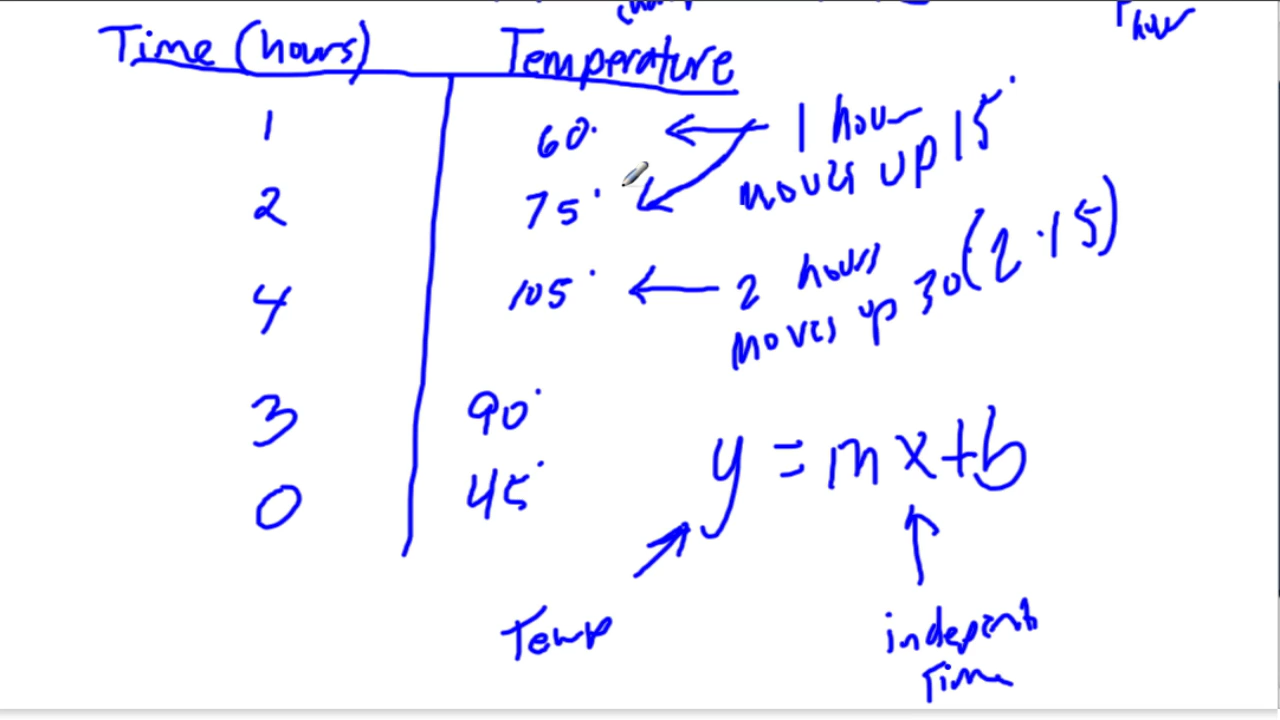 hour
Time (hours) Temperature
1 60°
1 hour
moves up 15°
2 75°
4 105°
2 hours
moves up 30 (2·15)
3 90°
0 45°
y = mx+b
Temp
Time